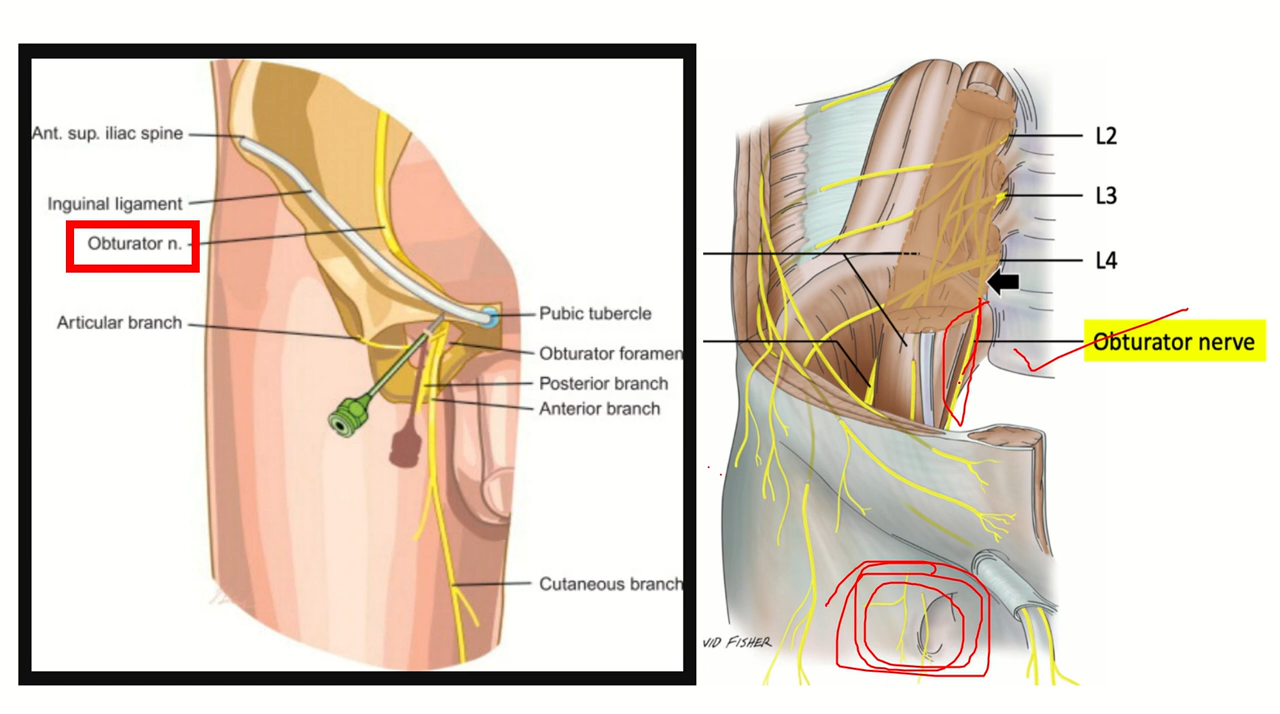 Ant. sup. iliac spine
Inguinal ligament
Obturator n.
Articular branch
Pubic tubercle
Obturator foramen
Posterior branch
Anterior branch
Cutaneous branch
L2
L3
L4
Obturator nerve
VID FISHER